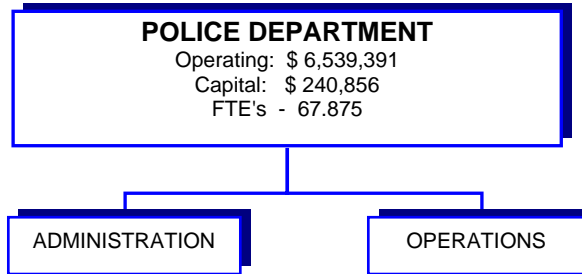 POLICE DEPARTMENT
Operating: $ 6,539,391
Capital: $ 240,856
FTE's - 67.875
ADMINISTRATION
OPERATIONS